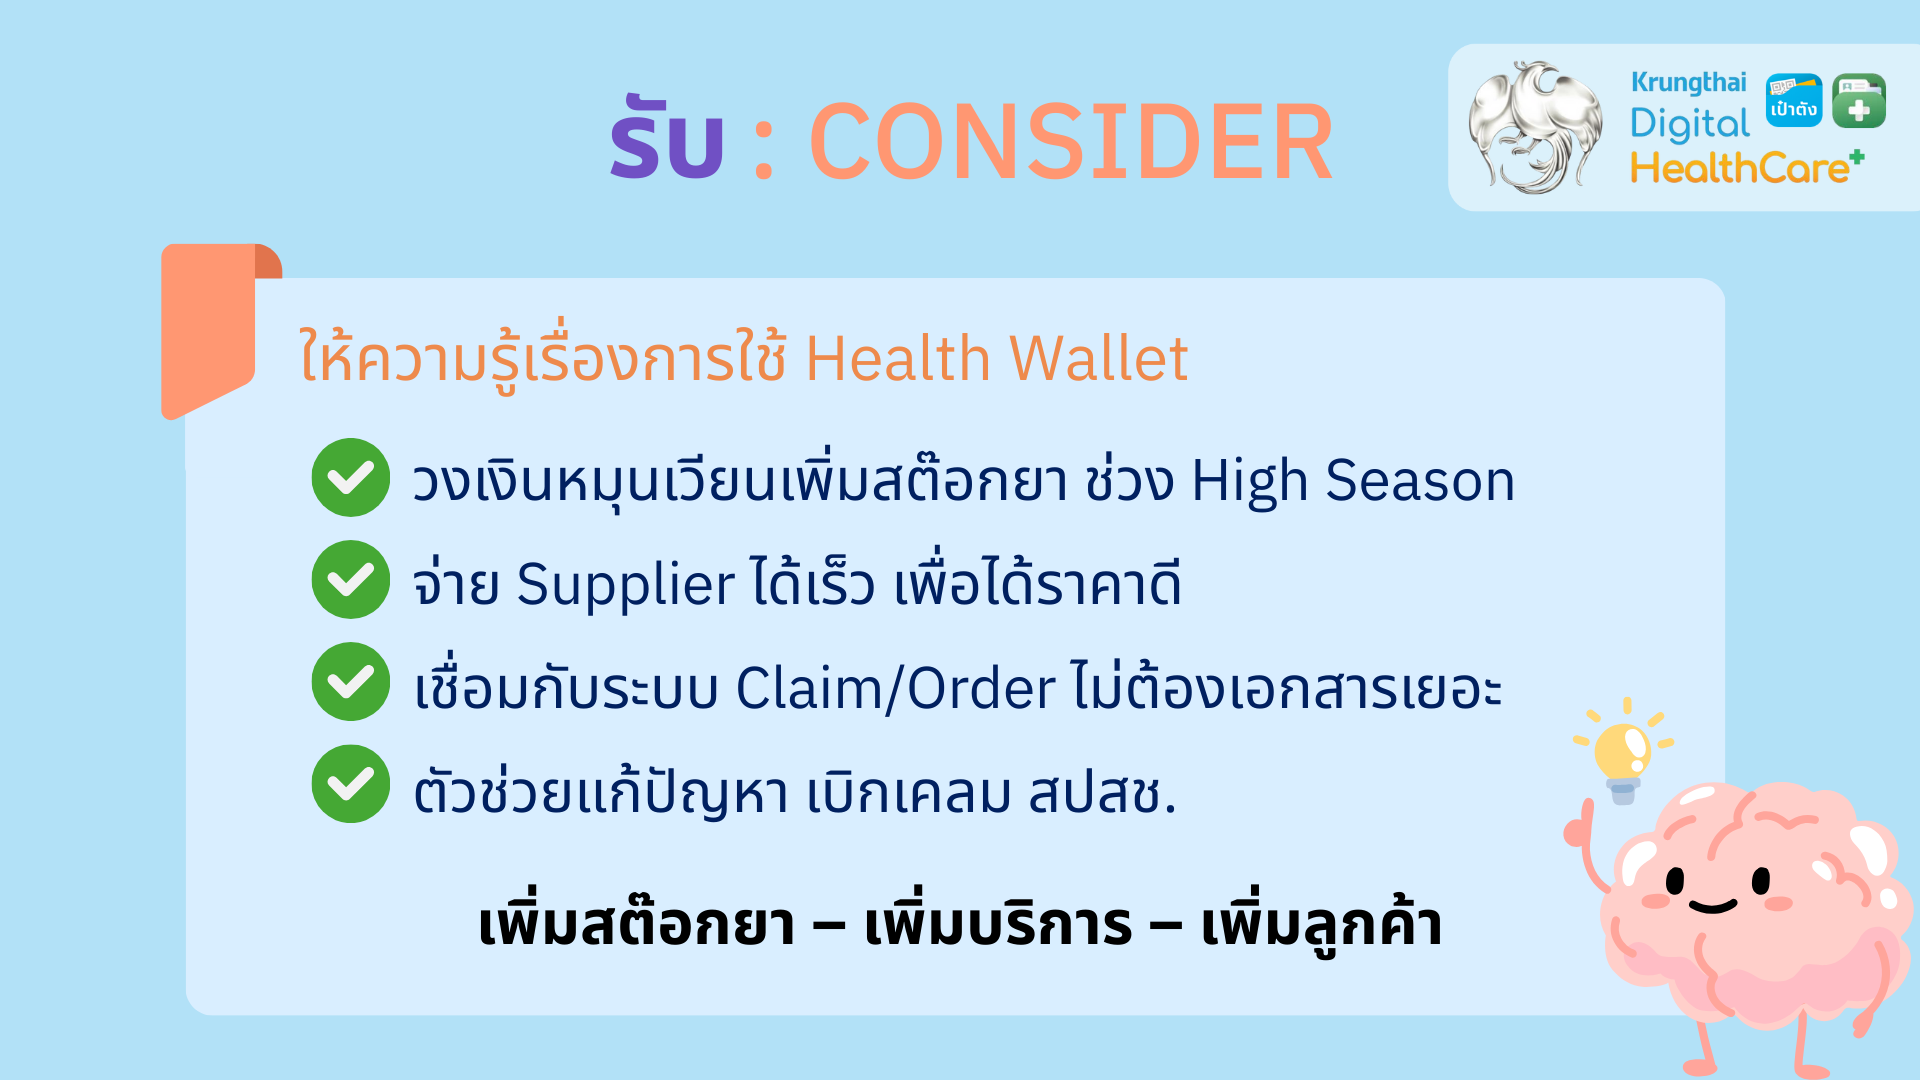 รับ : CONSIDER
Krungthai
Digital
HealthCare+
เป๋าตัง
ให้ความรู้เรื่องการใช้ Health Wallet
วงเงินหมุนเวียนเพิ่มสต๊อกยา ช่วง High Season
จ่าย Supplier ได้เร็ว เพื่อได้ราคาดี
เชื่อมกับระบบ Claim/Order ไม่ต้องเอกสารเยอะ
ตัวช่วยแก้ปัญหา เบิกเคลม สปสช.
เพิ่มสต๊อกยา – เพิ่มบริการ – เพิ่มลูกค้า